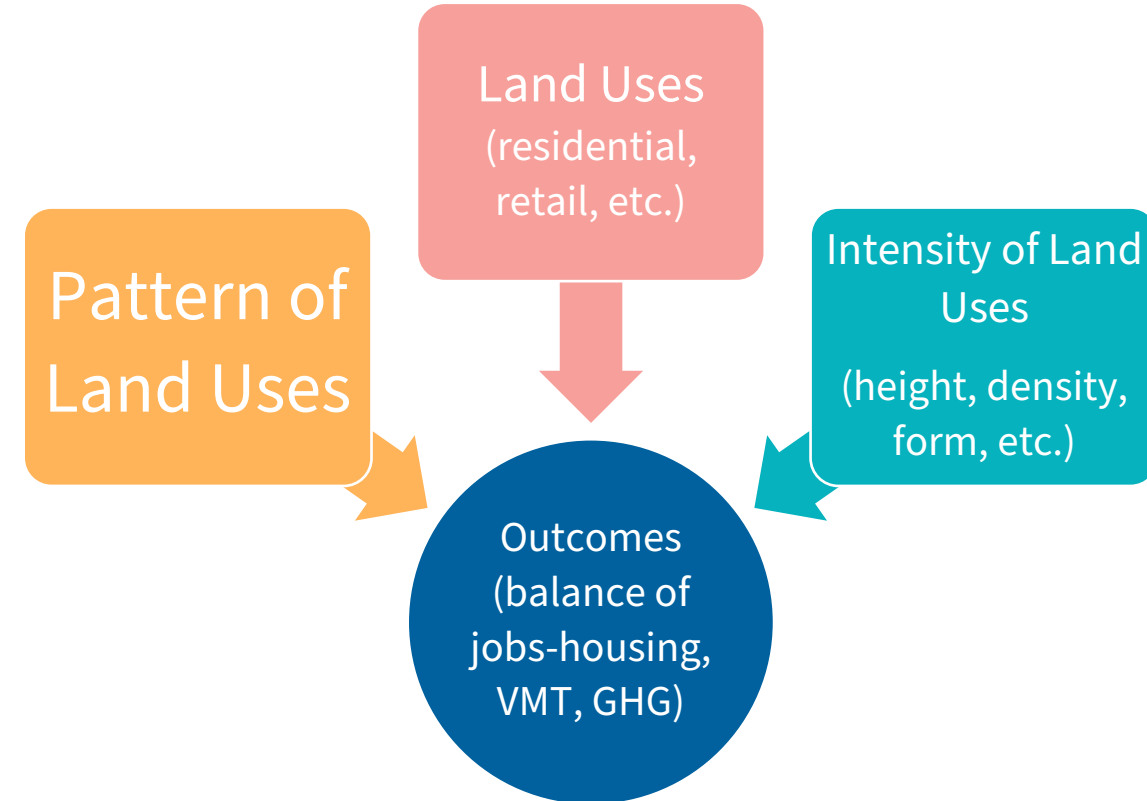 Land Uses
(residential,
retail, etc.)
Pattern of
Land Uses
Intensity of Land
Uses
(height, density,
form, etc.)
Outcomes
(balance of
jobs-housing,
VMT, GHG)